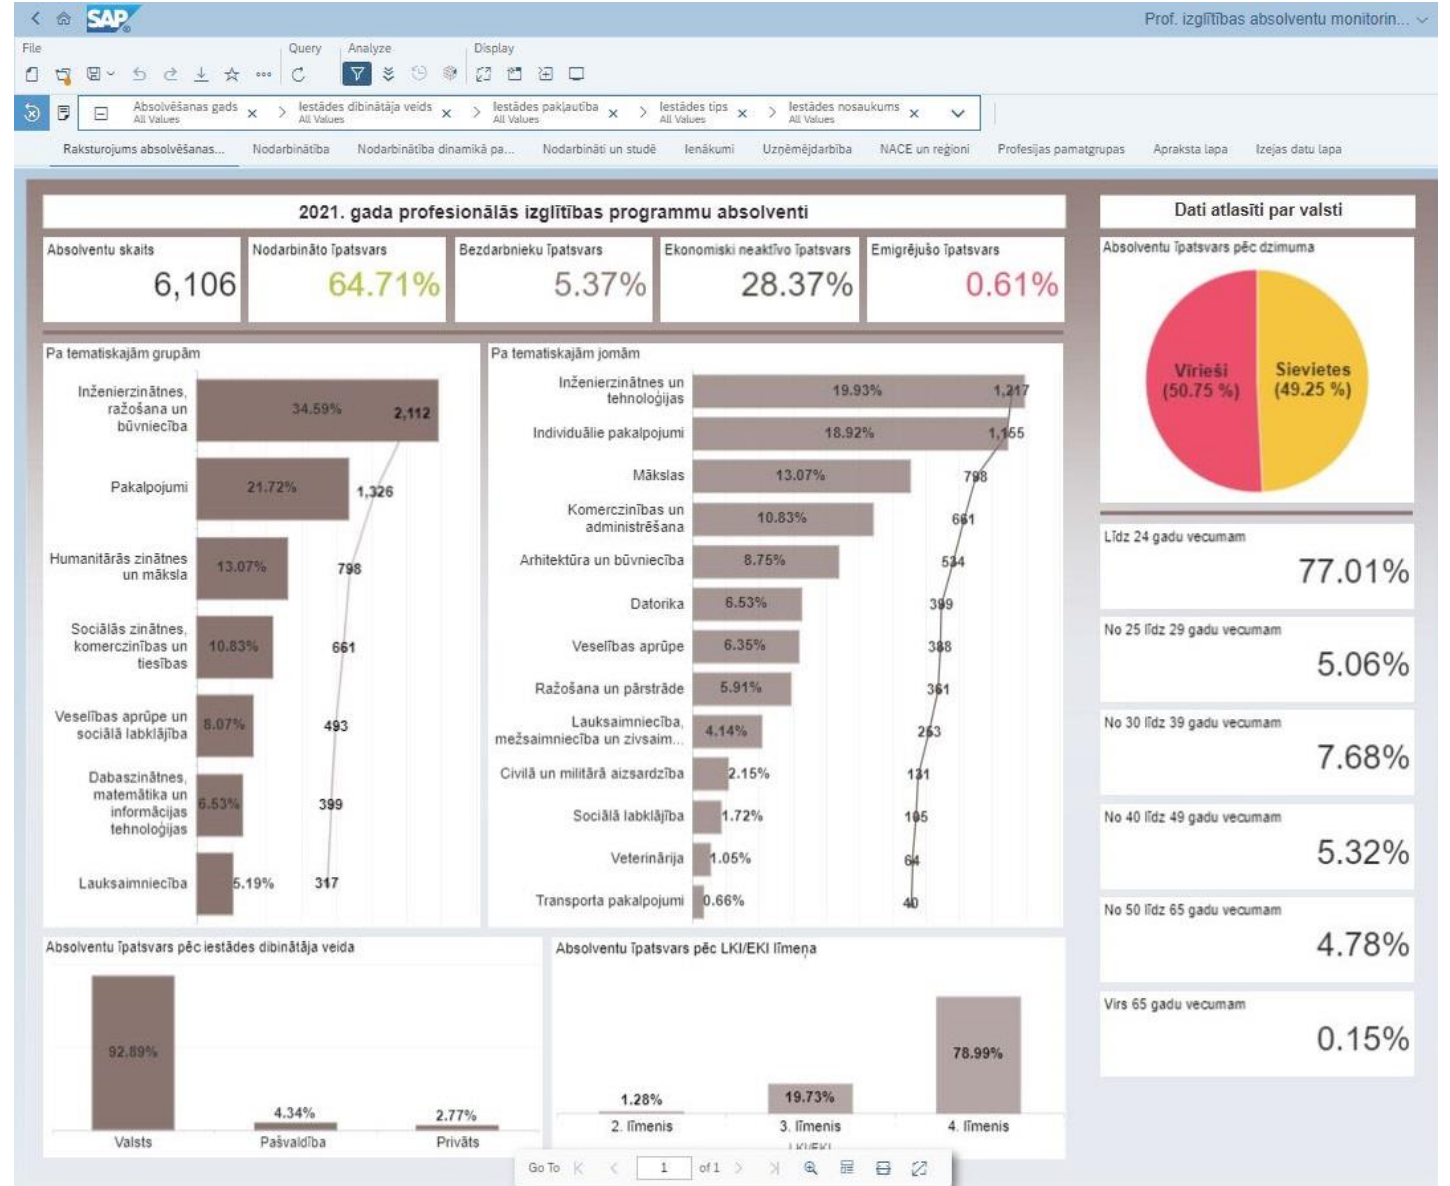 SAP
Prof. izglītības absolventu monitorin...
File
Query
Analyze
Display
Absolvēšanas gads
All Values
Iestādes dibinātāja veids
All Values
Iestādes pakļautība
All Values
Iestādes tips
All Values
Iestādes nosaukums
All Values
Raksturojums absolvēšanas...
Nodarbinātība
Nodarbinātība dinamikā pa...
Nodarbināti un studē
Ienākumi
Uzņēmējdarbība
NACE un reģioni
Profesijas pamatgrupas
Apraksta lapa
Izejas datu lapa
2021. gada profesionālās izglītības programmu absolventi
Absolventu skaits
6,106
Nodarbināto īpatsvars
64.71%
Bezdarbnieku īpatsvars
5.37%
Ekonomiski neaktīvo īpatsvars
28.37%
Emigrējušo īpatsvars
0.61%
Pa tematiskajām grupām
Inženierzinātnes,
ražošana un
būvniecība
34.59%
2,112
Pakalpojumi
21.72%
1,326
Humanitārās zinātnes
un māksla
13.07%
798
Sociālās zinātnes,
komerczinības un
tiesības
10.83%
661
Veselības aprūpe un
sociālā labklājība
8.07%
493
Dabaszinātnes,
matemātika un
informācijas
tehnoloģijas
6.53%
399
Lauksaimniecība
5.19%
317
Pa tematiskajām jomām
Inženierzinātnes un
tehnoloģijas
19.93%
1,217
Individuālie pakalpojumi
18.92%
1,155
Mākslas
13.07%
798
Komerczinības un
administrēšana
10.83%
661
Arhitektūra un būvniecība
8.75%
534
Datorika
6.53%
399
Veselības aprūpe
6.35%
388
Ražošana un pārstrāde
5.91%
361
Lauksaimniecība,
mežsaimniecība un zivsaim...
4.14%
253
Civilā un militārā aizsardzība
2.15%
131
Sociālā labklājība
1.72%
105
Veterinārija
1.05%
64
Transporta pakalpojumi
0.66%
40
Absolventu īpatsvars pēc iestādes dibinātāja veida
92.89%
4.34%
2.77%
Valsts
Pašvaldība
Privāts
Absolventu īpatsvars pēc LKI/EKI līmeņa
1.28%
19.73%
78.99%
2. līmenis
3. līmenis
4. līmenis
LKI/EKI
Dati atlasīti par valsti
Absolventu īpatsvars pēc dzimuma
Vīrieši
(50.75 %)
Sievietes
(49.25 %)
Līdz 24 gadu vecumam
77.01%
No 25 līdz 29 gadu vecumam
5.06%
No 30 līdz 39 gadu vecumam
7.68%
No 40 līdz 49 gadu vecumam
5.32%
No 50 līdz 65 gadu vecumam
4.78%
Virs 65 gadu vecumam
0.15%
Go To
1
of 1